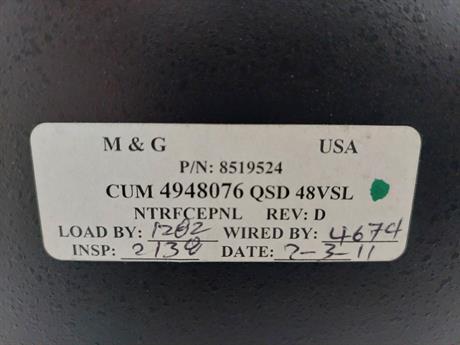 M & G USA
P/N: 8519524
CUM 4948076 QSD 48VSL
NTRFCEPNL REV: D
LOAD BY: 1202 WIRED BY: 4674
INSP: 2138 DATE: 2-3-11